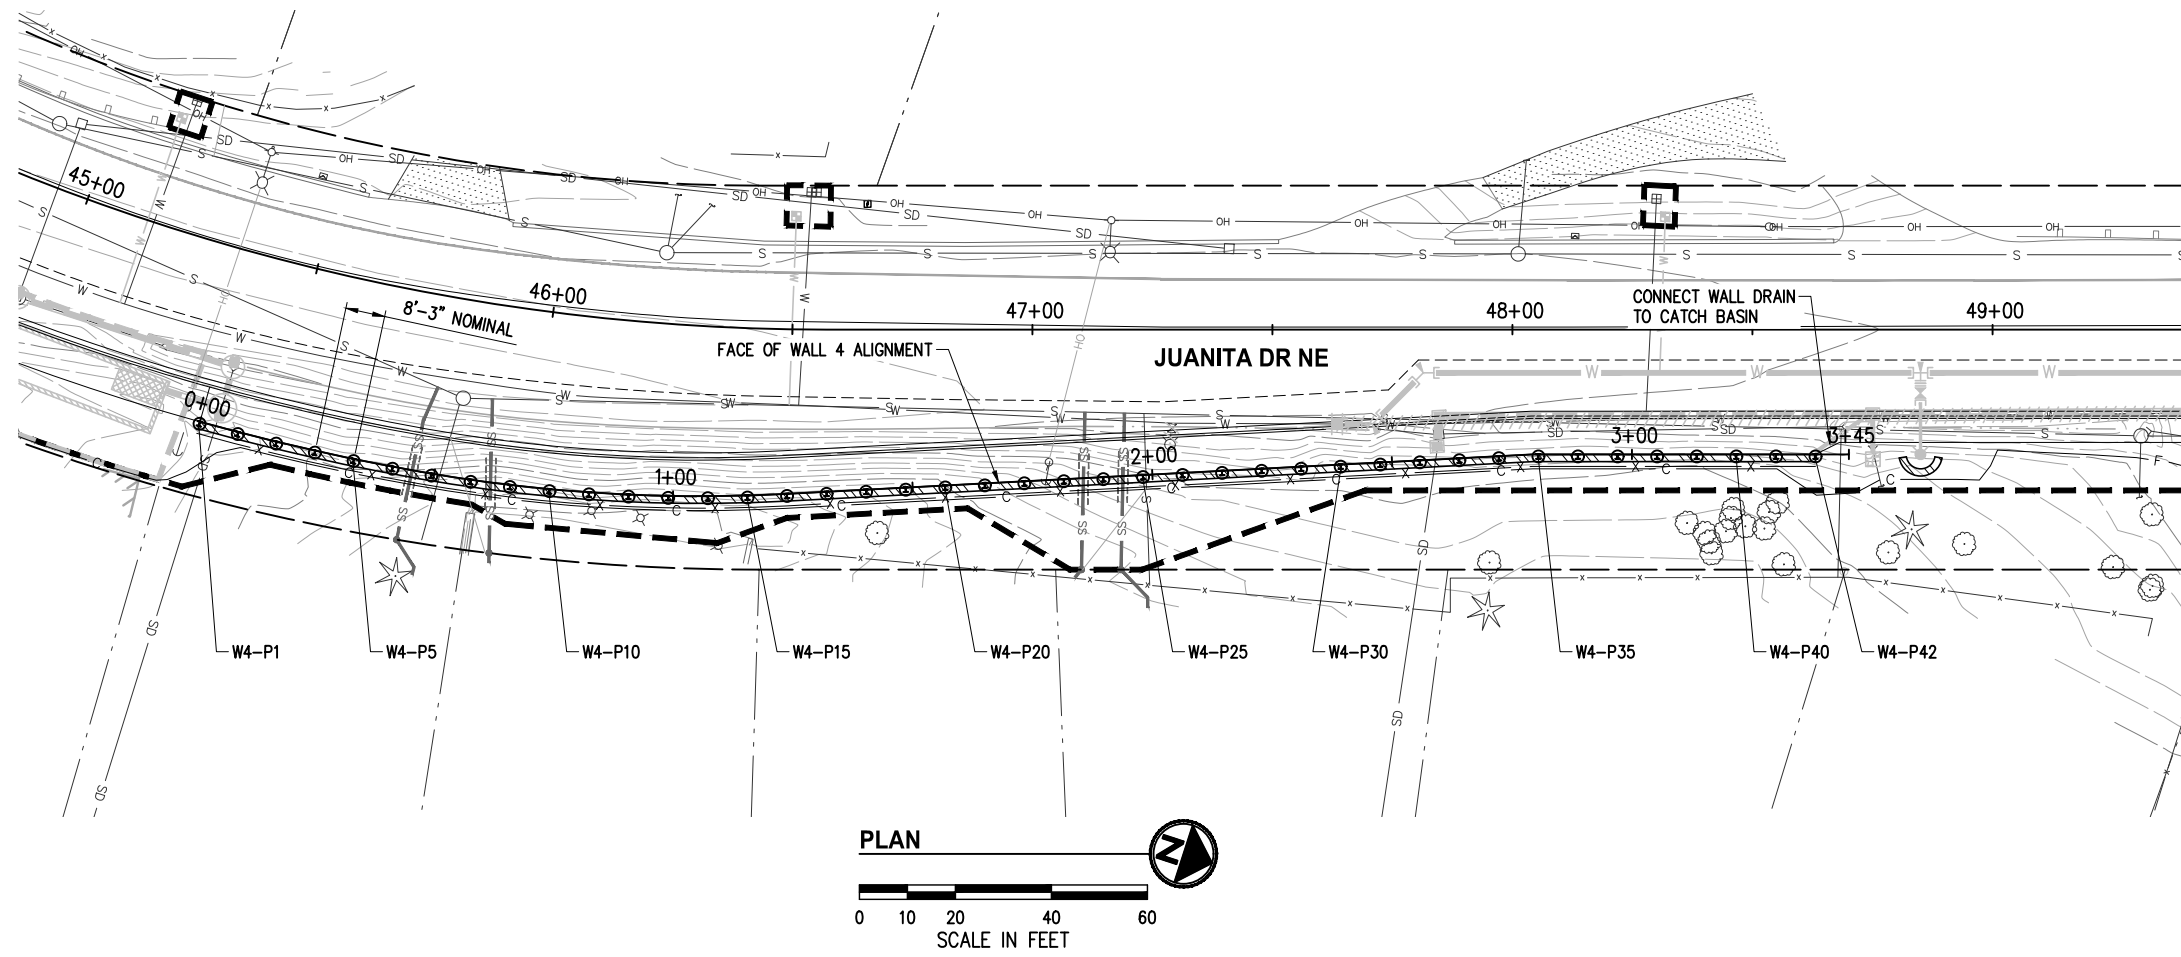 45+00
46+00
47+00
48+00
49+00
8'-3" NOMINAL
CONNECT WALL DRAIN
TO CATCH BASIN
FACE OF WALL 4 ALIGNMENT
JUANITA DR NE
0+00
1+00
2+00
3+00
3+45
W4-P1
W4-P5
W4-P10
W4-P15
W4-P20
W4-P25
W4-P30
W4-P35
W4-P40
W4-P42
PLAN
N
0 10 20 40 60
SCALE IN FEET